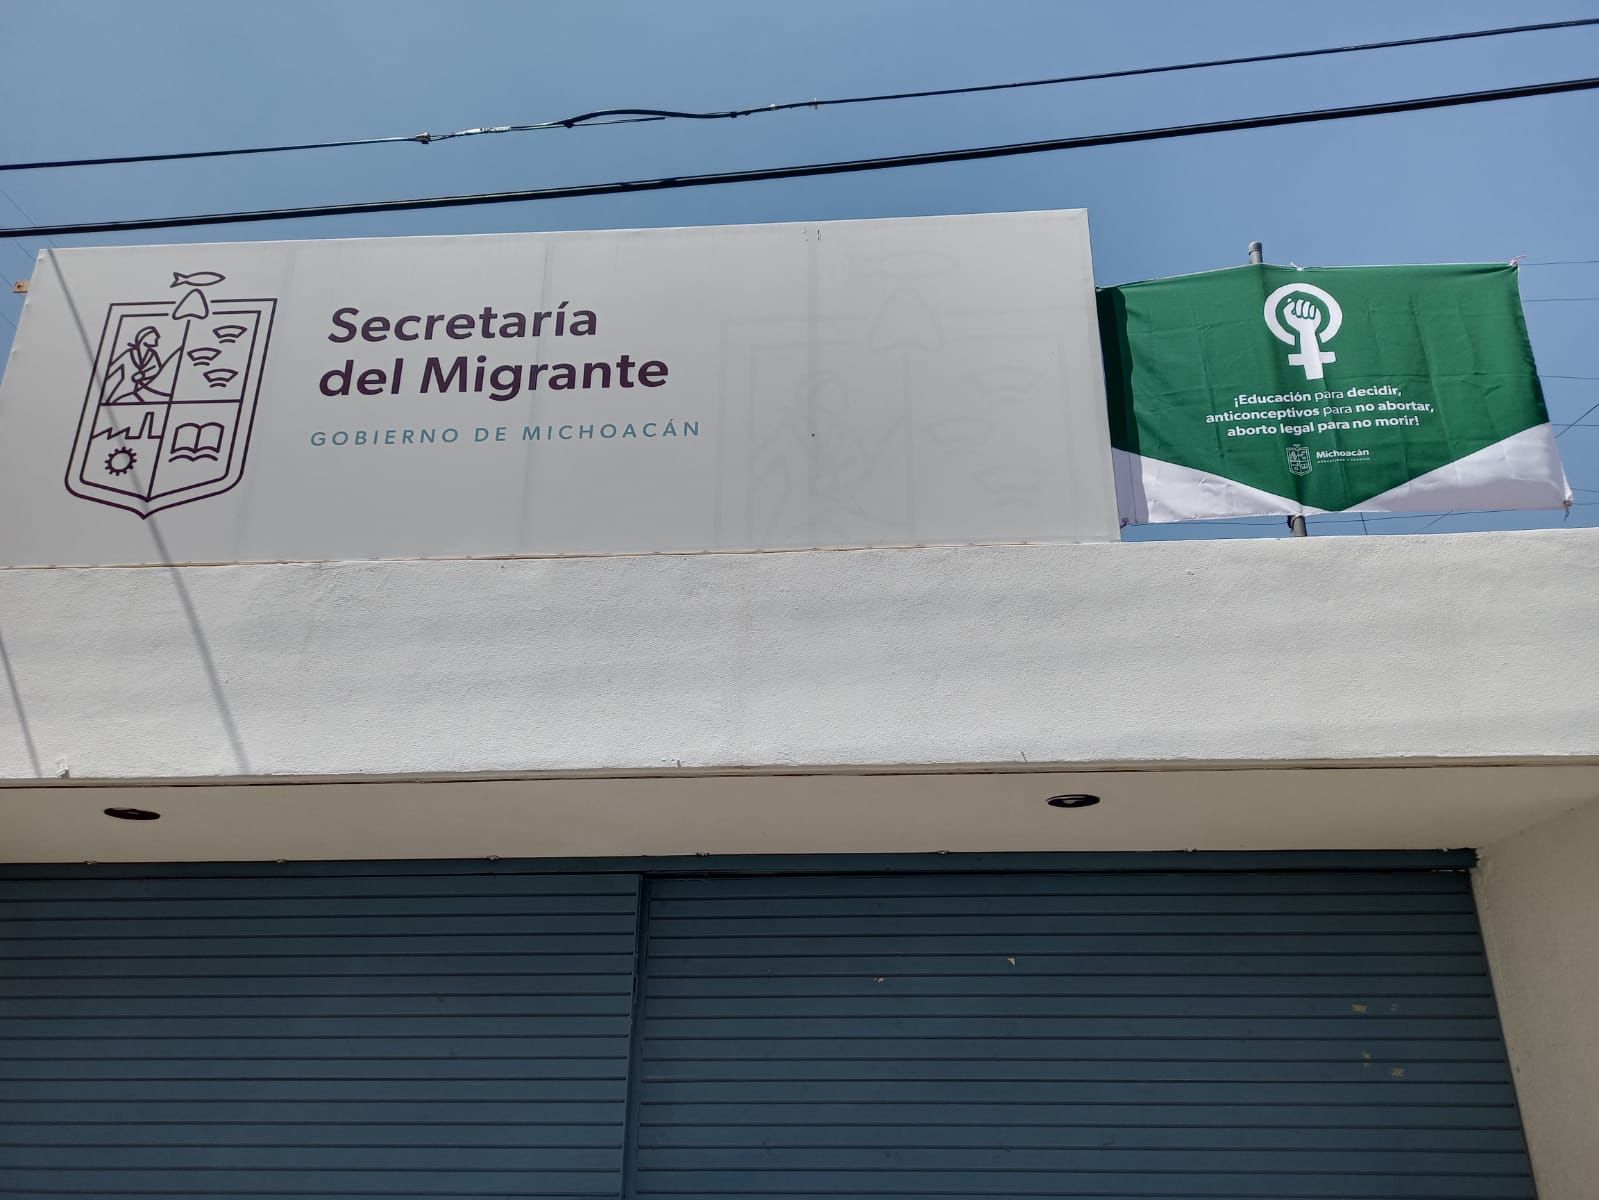 Secretaría
del Migrante
GOBIERNO DE MICHOACÁN
¡Educación para decidir,
anticonceptivos para no abortar,
aborto legal para no morir!
Michoacán